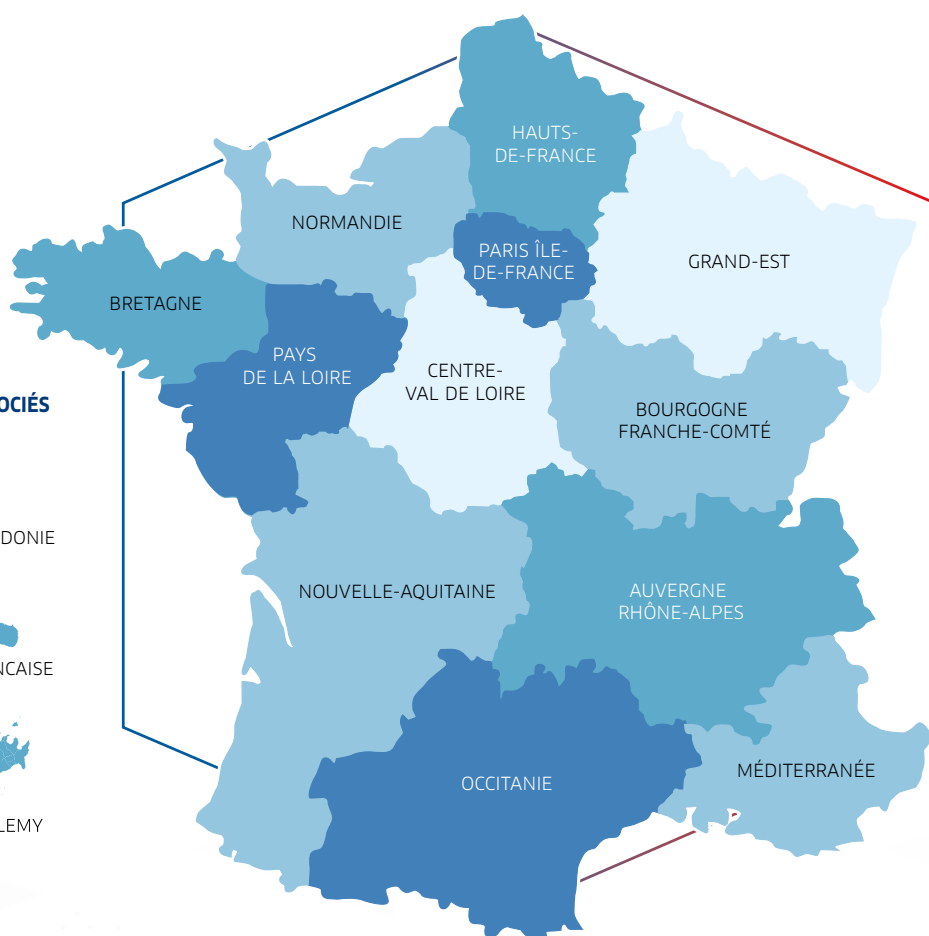 HAUTS-
DE-FRANCE
NORMANDIE
PARIS ÎLE-
DE-FRANCE
GRAND-EST
BRETAGNE
PAYS
DE LA LOIRE
CENTRE-
VAL DE LOIRE
BOURGOGNE
FRANCHE-COMTÉ
OCIÉS
DONIE
NOUVELLE-AQUITAINE
AUVERGNE
RHÔNE-ALPES
NCAISE
MÉDITERRANÉE
OCCITANIE
LEMY